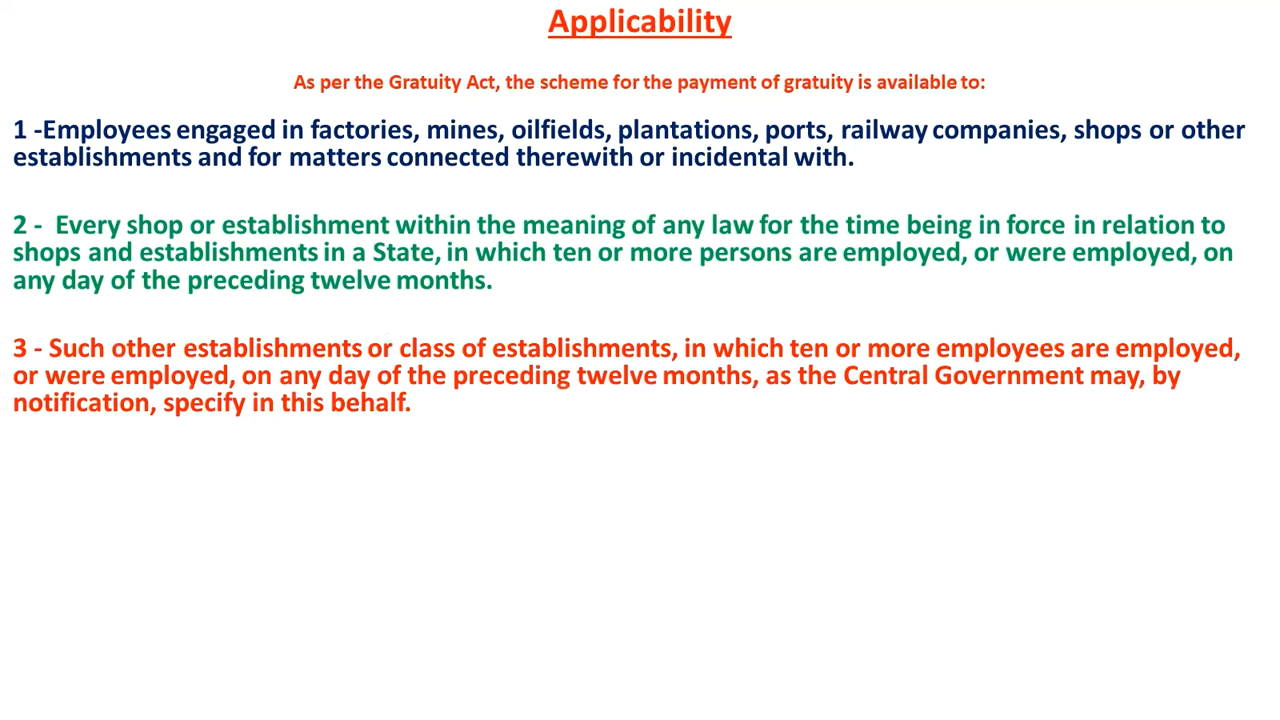 Applicability
As per the Gratuity Act, the scheme for the payment of gratuity is available to:
1 -Employees engaged in factories, mines, oilfields, plantations, ports, railway companies, shops or other
establishments and for matters connected therewith or incidental with.
2 -  Every shop or establishment within the meaning of any law for the time being in force in relation to
shops and establishments in a State, in which ten or more persons are employed, or were employed, on
any day of the preceding twelve months.
3 - Such other establishments or class of establishments, in which ten or more employees are employed,
or were employed, on any day of the preceding twelve months, as the Central Government may, by
notification, specify in this behalf.